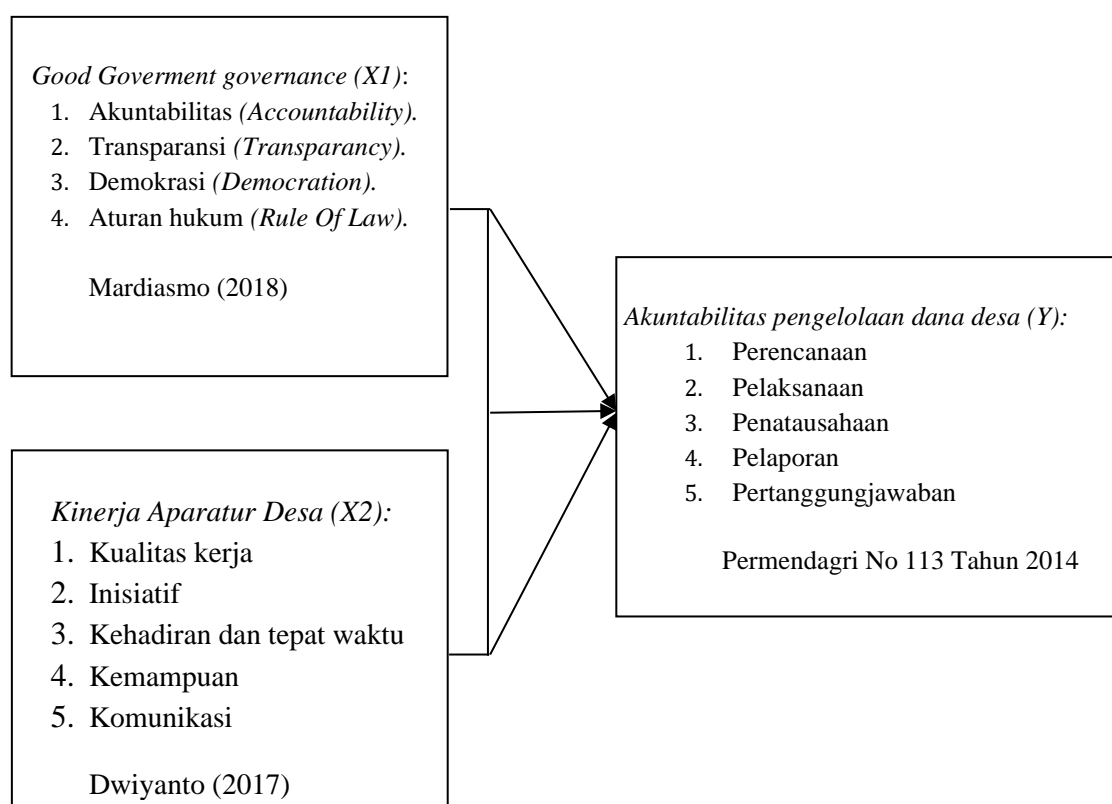 Good Goverment governance (X1):
1. Akuntabilitas (Accountability).
2. Transparansi (Transparancy).
3. Demokrasi (Democration).
4. Aturan hukum (Rule Of Law).
Mardiasmo (2018)
Kinerja Aparatur Desa (X2):
1. Kualitas kerja
2. Inisiatif
3. Kehadiran dan tepat waktu
4. Kemampuan
5. Komunikasi
Dwiyanto (2017)
Akuntabilitas pengelolaan dana desa (Y):
1. Perencanaan
2. Pelaksanaan
3. Penatausahaan
4. Pelaporan
5. Pertanggungjawaban
Permendagri No 113 Tahun 2014